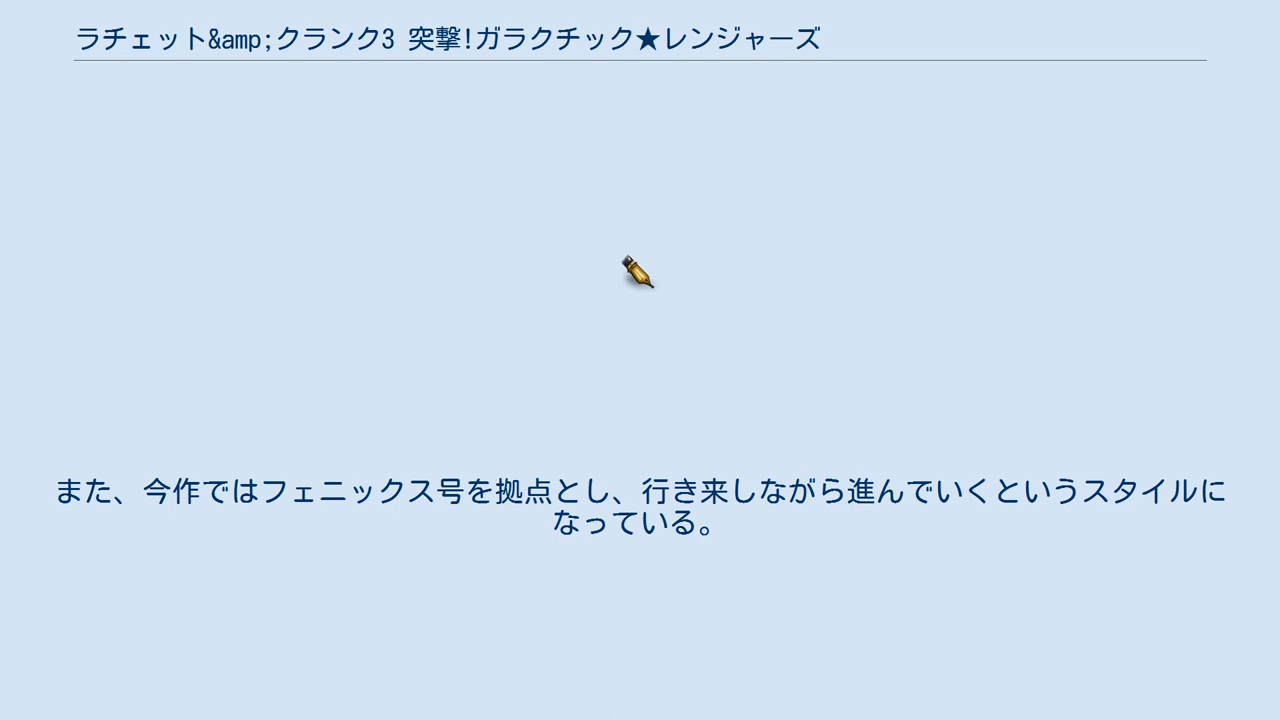 ラチェット&amp;クランク3 突撃!ガラクチック★レンジャーズ
また、今作ではフェニックス号を拠点とし、行き来しながら進んでいくというスタイルに
なっている。